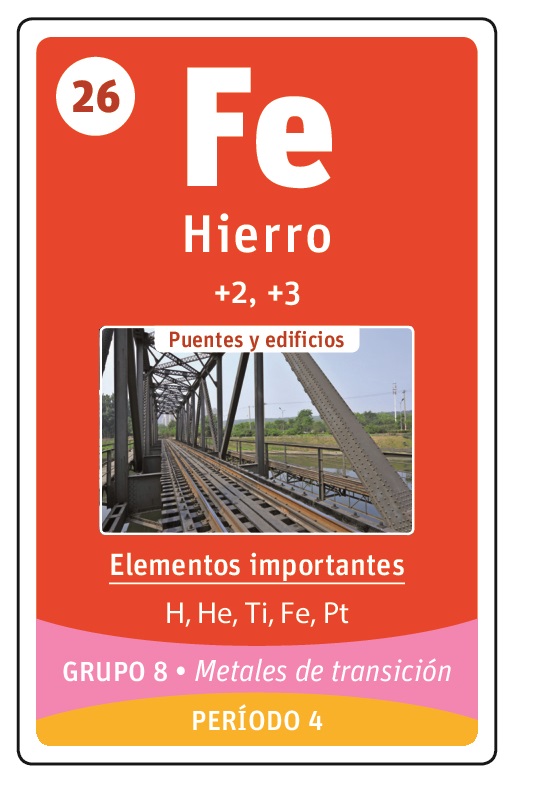 26
Fe
Hierro
+2, +3
Puentes y edificios
Elementos importantes
H, He, Ti, Fe, Pt
GRUPO 8 • Metales de transición
PERÍODO 4